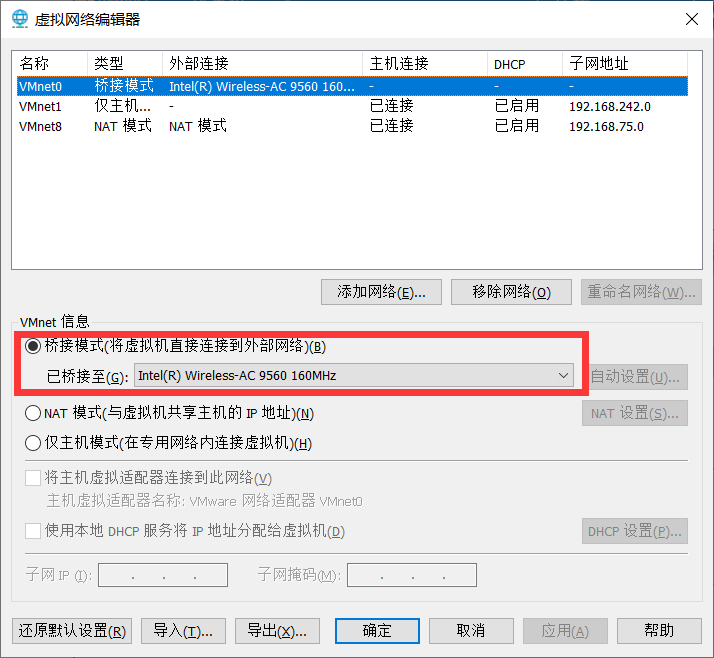 虚拟网络编辑器
名称 类型 外部连接 主机连接 DHCP 子网地址
VMnet0 桥接模式 Intel(R) Wireless-AC 9560 160... - - -
VMnet1 仅主机... - 已连接 已启用 192.168.242.0
VMnet8 NAT 模式 NAT 模式 已连接 已启用 192.168.75.0
添加网络(E)... 移除网络(O) 重命名网络(W)...
VMnet 信息
桥接模式(将虚拟机直接连接到外部网络)(B)
已桥接至(G): Intel(R) Wireless-AC 9560 160MHz 自动设置(U)...
NAT 模式(与虚拟机共享主机的 IP 地址)(N) NAT 设置(S)...
仅主机模式(在专用网络内连接虚拟机)(H)
将主机虚拟适配器连接到此网络(V)
主机虚拟适配器名称: VMware 网络适配器 VMnet0
使用本地 DHCP 服务将 IP 地址分配给虚拟机(D) DHCP 设置(P)...
子网 IP (I): . . . 子网掩码(M): . . .
还原默认设置(R) 导入(T)... 导出(X)... 确定 取消 应用(A) 帮助